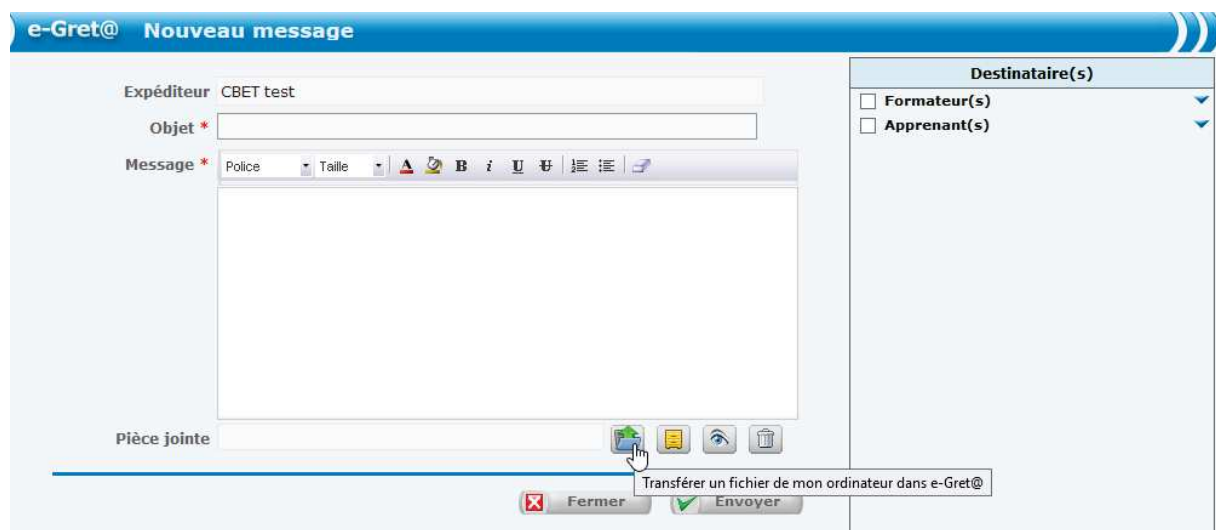 e-Gret@ Nouveau message
Destinataire(s)
Expéditeur CBET test
Formateur(s)
Objet *
Apprenant(s)
Message * Police Taille A B i U U
Pièce jointe
Transférer un fichier de mon ordinateur dans e-Gret@
Fermer Envoyer